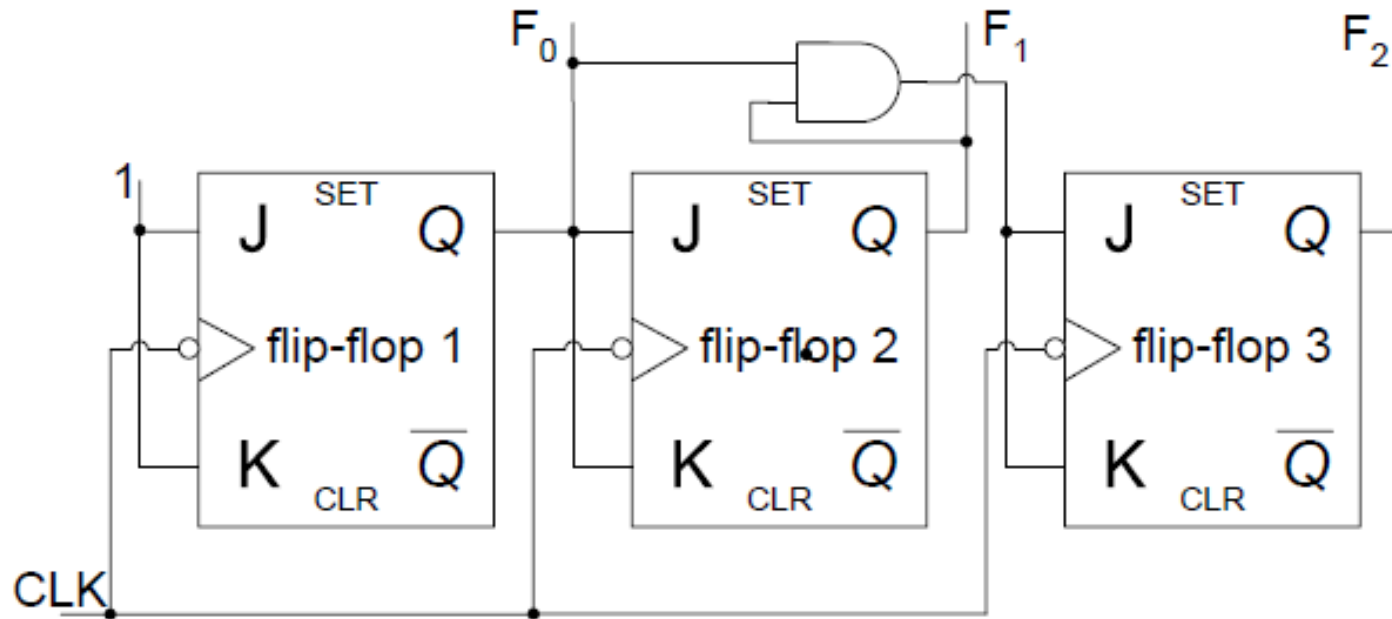 F0 F1 F2
1
SET SET SET
J Q J Q J Q
flip-flop 1 flip-flop 2 flip-flop 3
K Q̅ K Q̅ K Q̅
CLR CLR CLR
CLK